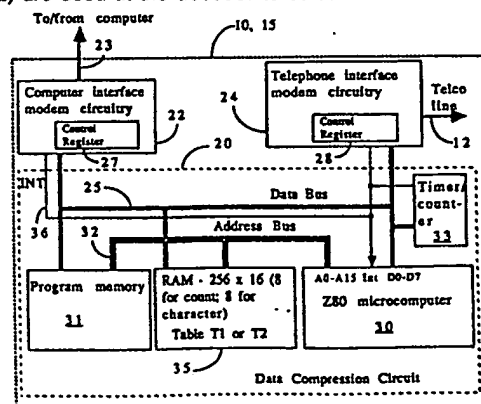 To/from computer
23
10, 15
Computer interface
modem circuitry
Control
Register
22
27
24
Telephone interface
modem circuitry
Control
Register
28
Telco
line
12
20
INT
25
Data Bus
36
32
Address Bus
Timer/
count-
er
33
Program memory
31
RAM - 256 x 16 (8
for count; 8 for
character)
Table T1 or T2
35
A0-A15 Int D0-D7
Z80 microcomputer
30
Data Compression Circuit